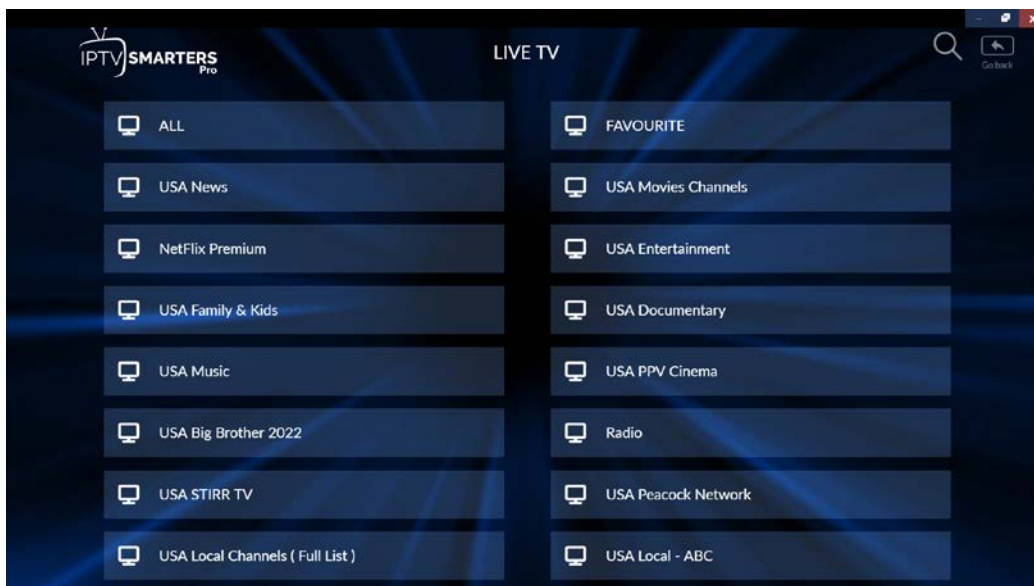 IPTV SMARTERS
Pro
LIVE TV
Go back
ALL
FAVOURITE
USA News
USA Movies Channels
NetFlix Premium
USA Entertainment
USA Family & Kids
USA Documentary
USA Music
USA PPV Cinema
USA Big Brother 2022
Radio
USA STIRR TV
USA Peacock Network
USA Local Channels ( Full List )
USA Local - ABC